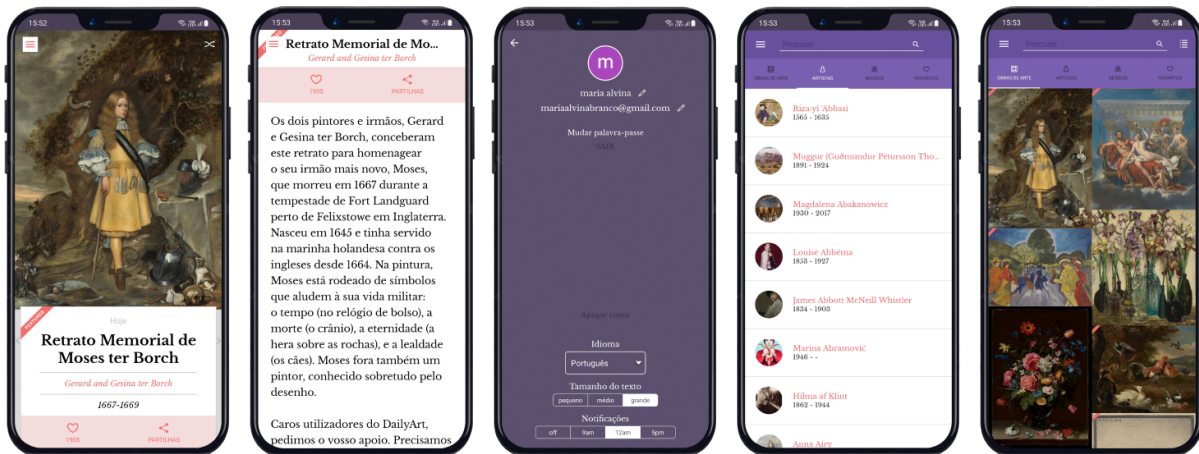 15:52
FEATURED
Hoje
Retrato Memorial de
Moses ter Borch
Gerard and Gesina ter Borch
1667-1669
1905
PARTILHAS
15:53
Retrato Memorial de Mo...
Gerard and Gesina ter Borch
1905
PARTILHAS
Os dois pintores e irmãos, Gerard
e Gesina ter Borch, conceberam
este retrato para homenagear
o seu irmão mais novo, Moses,
que morreu em 1667 durante a
tempestade de Fort Landguard
perto de Felixstowe em Inglaterra.
Nasceu em 1645 e tinha servido
na marinha holandesa contra os
ingleses desde 1664. Na pintura,
Moses está rodeado de símbolos
que aludem à sua vida militar:
o tempo (no relógio de bolso), a
morte (o crânio), a eternidade (a
hera sobre as rochas), e a lealdade
(os cães). Moses fora também um
pintor, conhecido sobretudo pelo
desenho.
Caros utilizadores do DailyArt,
pedimos o vosso apoio. Precisamos
15:53
m
maria alvina
mariaalvinabranco@gmail.com
Mudar palavra-passe
SAIR
Apagar conta
Idioma
Português
Tamanho do texto
pequeno médio grande
Notificações
off 9am 12am 5pm
15:53
Procurar
OBRAS DE ARTE ARTISTAS MUSEUS FAVORITOS
Riza-yi 'Abbasi
1565 - 1635
Muggur (Guðmundur Pétursson Tho...
1891 - 1924
Magdalena Abakanowicz
1930 - 2017
Louise Abbéma
1853 - 1927
James Abbott McNeill Whistler
1834 - 1903
Marina Abramović
1946 - -
Hilma af Klint
1862 - 1944
Anna Airy
15:53
Procurar
OBRAS DE ARTE ARTISTAS MUSEUS FAVORITOS